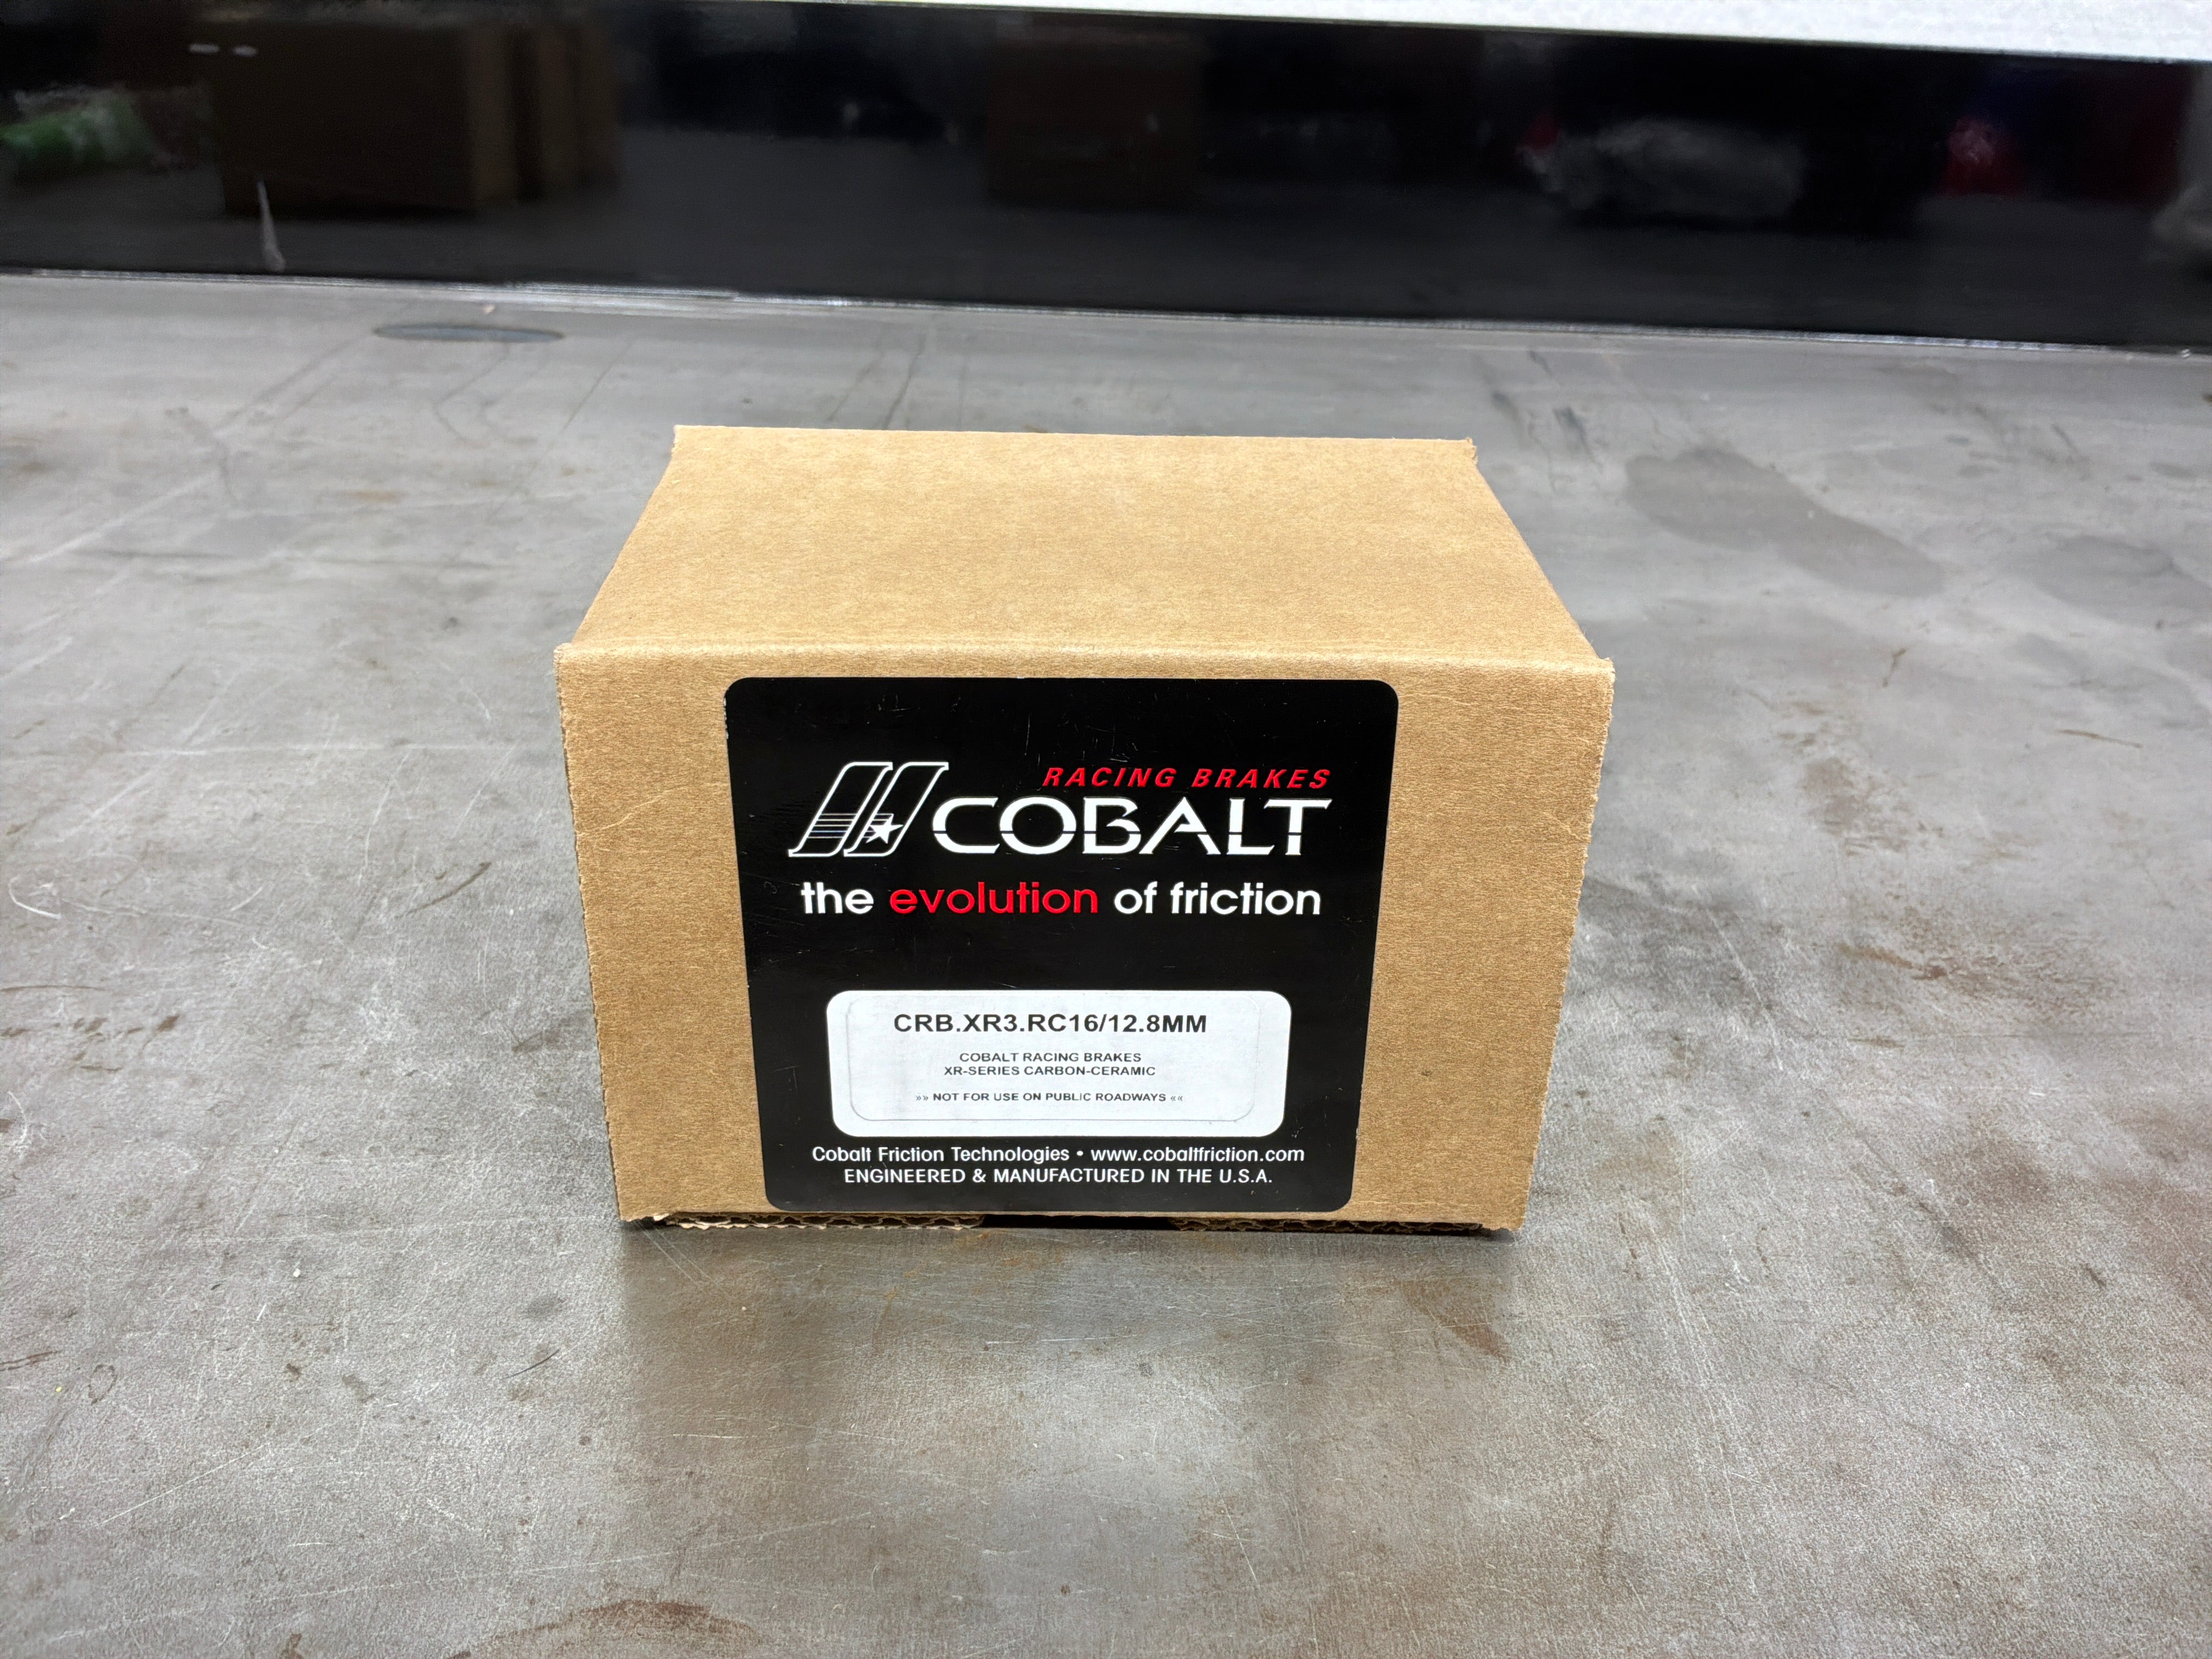 RACING BRAKES
COBALT
the evolution of friction
CRB.XR3.RC16/12.8MM
COBALT RACING BRAKES
XR-SERIES CARBON-CERAMIC
»» NOT FOR USE ON PUBLIC ROADWAYS ««
Cobalt Friction Technologies • www.cobaltfriction.com
ENGINEERED & MANUFACTURED IN THE U.S.A.